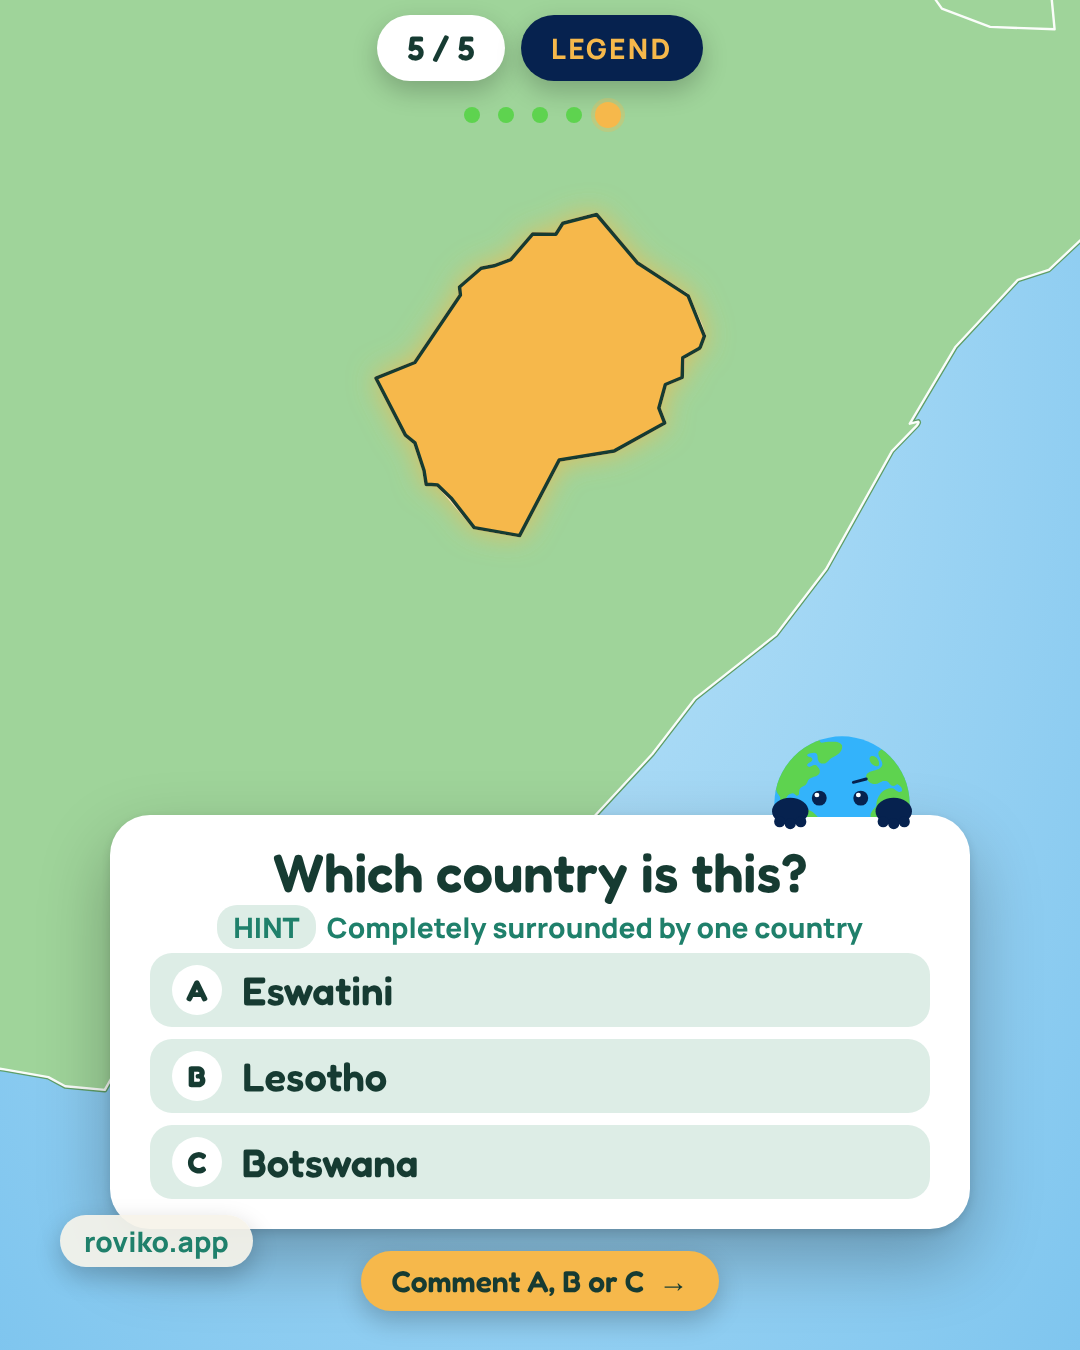 5 / 5
LEGEND
Which country is this?
HINT Completely surrounded by one country
A Eswatini
B Lesotho
C Botswana
roviko.app
Comment A, B or C →